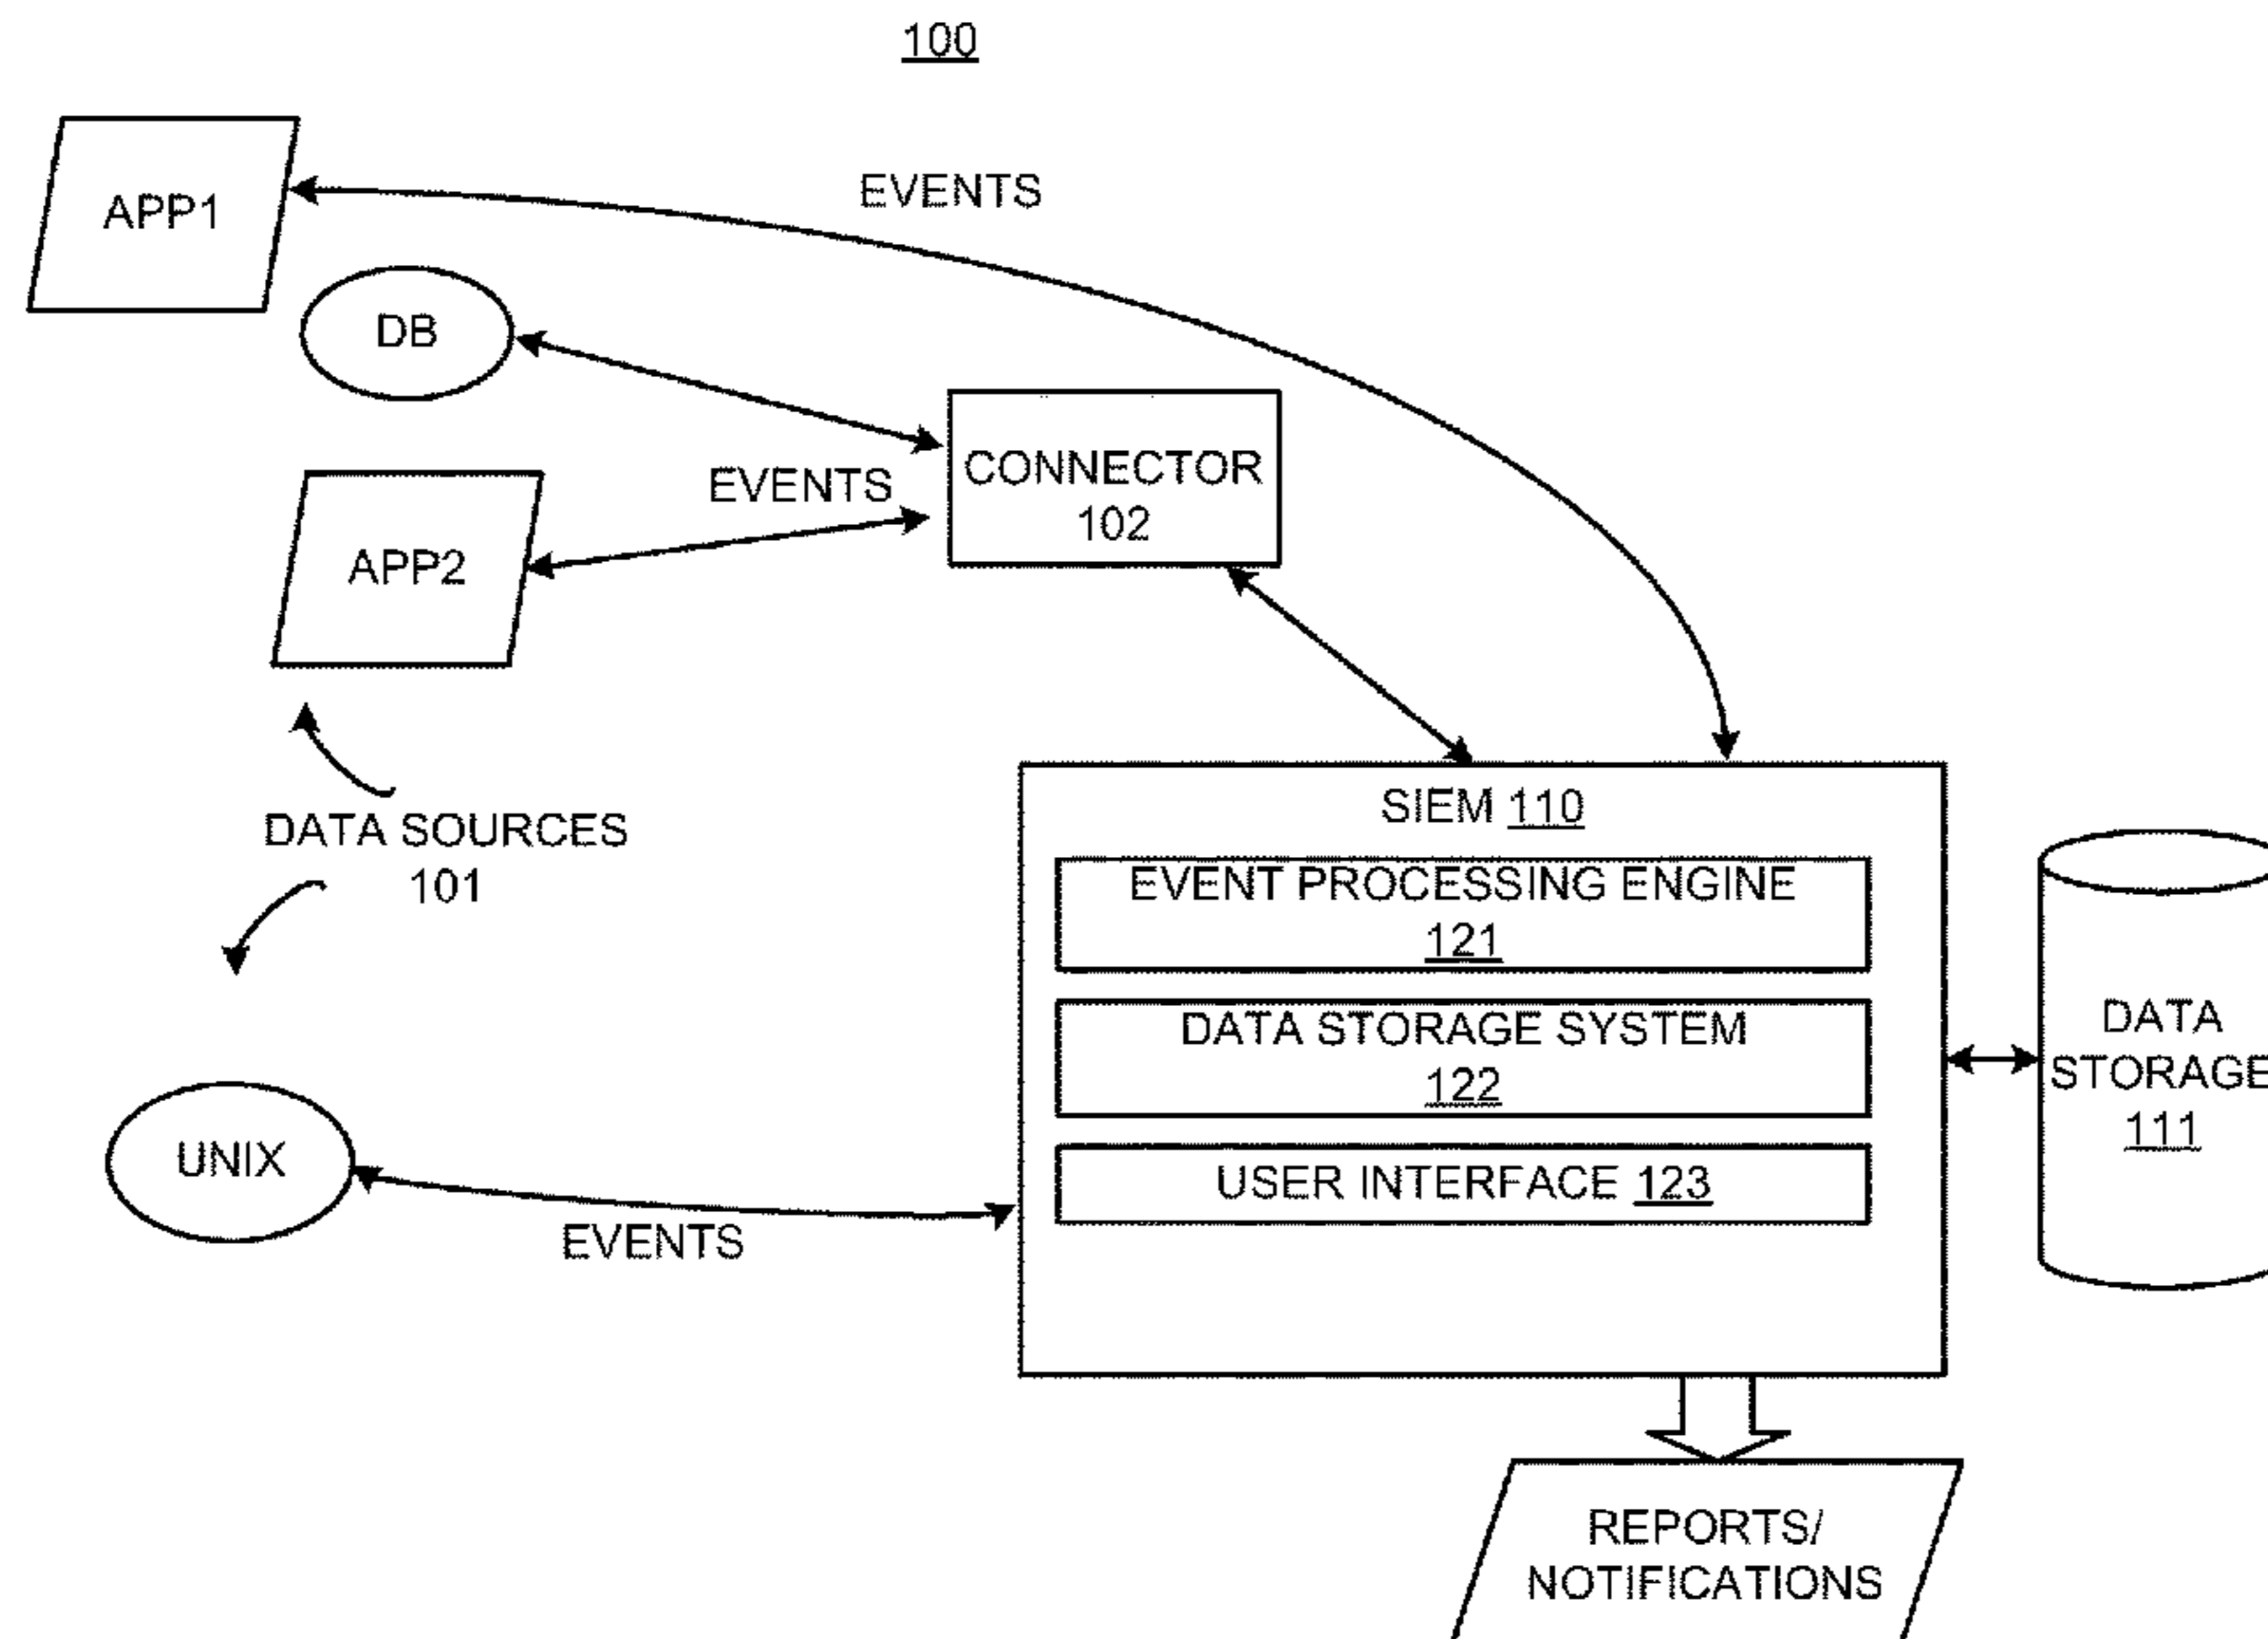 100
APP1
EVENTS
DB
CONNECTOR
102
EVENTS
APP2
DATA SOURCES
101
SIEM 110
EVENT PROCESSING ENGINE
121
DATA STORAGE SYSTEM
122
USER INTERFACE 123
DATA
STORAGE
111
UNIX
EVENTS
REPORTS/
NOTIFICATIONS